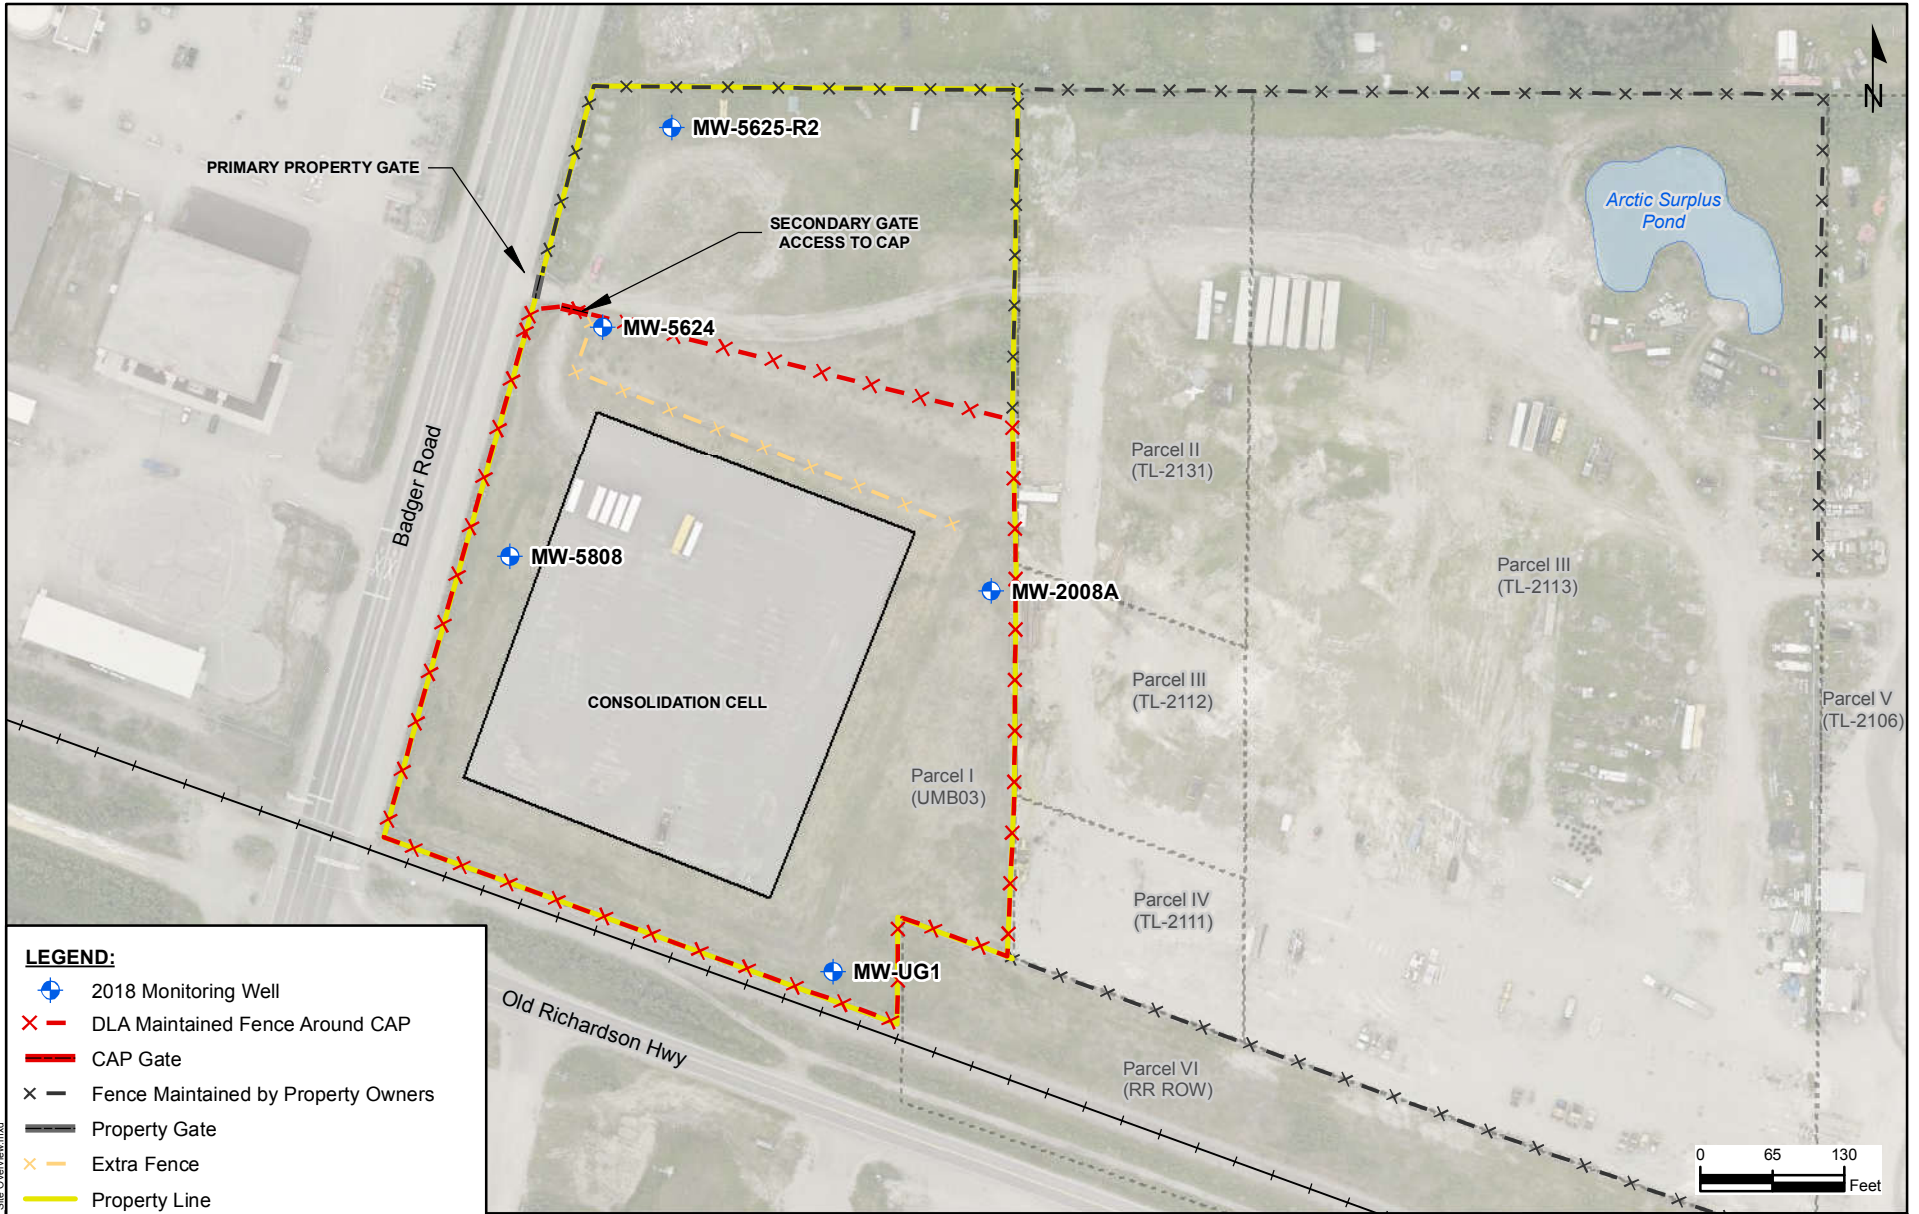 N
MW-5625-R2
PRIMARY PROPERTY GATE
SECONDARY GATE
ACCESS TO CAP
Arctic Surplus
Pond
MW-5624
Badger Road
Parcel II
(TL-2131)
MW-5808
Parcel III
(TL-2113)
MW-2008A
CONSOLIDATION CELL
Parcel III
(TL-2112)
Parcel V
(TL-2106)
Parcel I
(UMB03)
Parcel IV
(TL-2111)
MW-UG1
Old Richardson Hwy
Parcel VI
(RR ROW)
LEGEND:
2018 Monitoring Well
DLA Maintained Fence Around CAP
CAP Gate
Fence Maintained by Property Owners
Property Gate
Extra Fence
Property Line
0 65 130
Feet